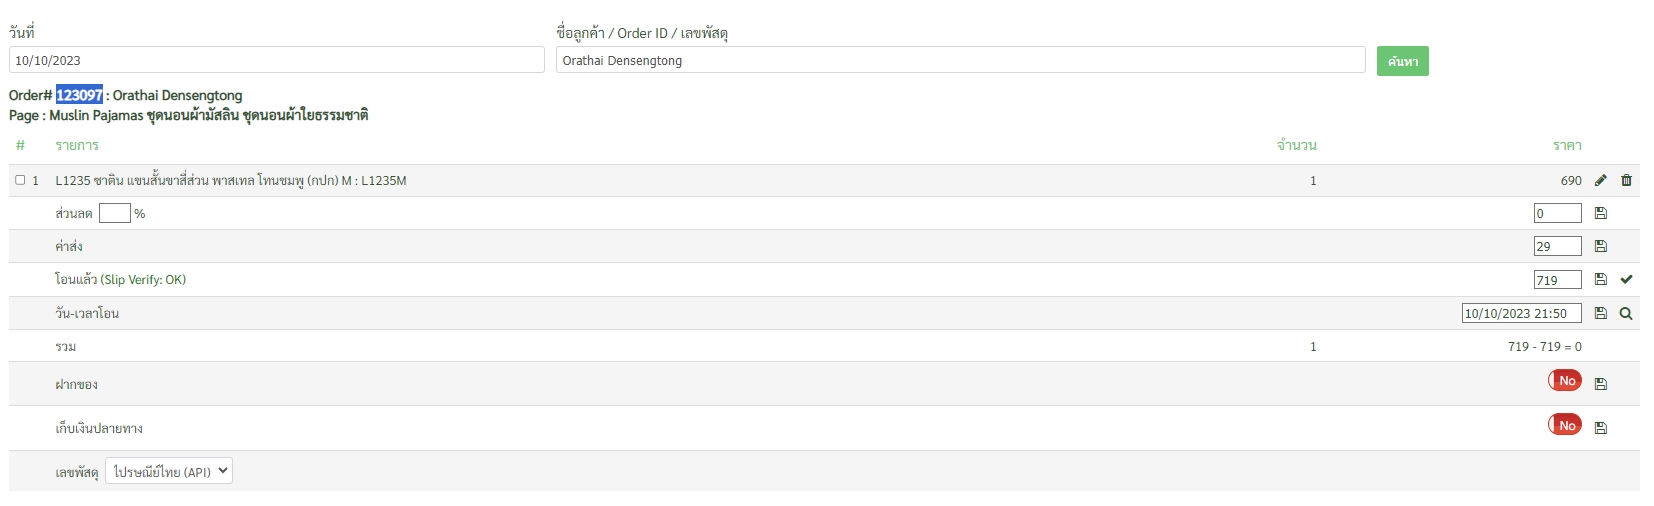 วันที่ ชื่อลูกค้า / Order ID / เลขพัสดุ
10/10/2023 Orathai Densengtong ค้นหา
Order# 123097 : Orathai Densengtong
Page : Muslin Pajamas ชุดนอนผ้ามัสลิน ชุดนอนผ้าใยธรรมชาติ
# รายการ จำนวน ราคา
1 L1235 ซาติน แขนสั้นขาสี่ส่วน พาสเทล โทนชมพู (กปก) M : L1235M 1 690
ส่วนลด % 0
ค่าส่ง 29
โอนแล้ว (Slip Verify: OK) 719
วัน-เวลาโอน 10/10/2023 21:50
รวม 1 719 - 719 = 0
ฝากของ No
เก็บเงินปลายทาง No
เลขพัสดุ ไปรษณีย์ไทย (API)